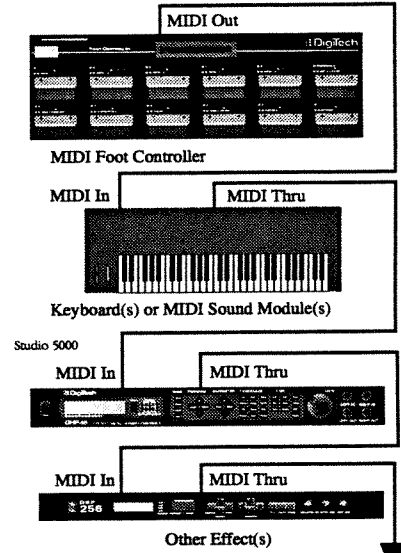 MIDI Out
DigiTech
MIDI Foot Controller
MIDI In MIDI Thru
Keyboard(s) or MIDI Sound Module(s)
Studio 5000
MIDI In MIDI Thru
DigiTech
MIDI In MIDI Thru
DSP
256
Other Effect(s)